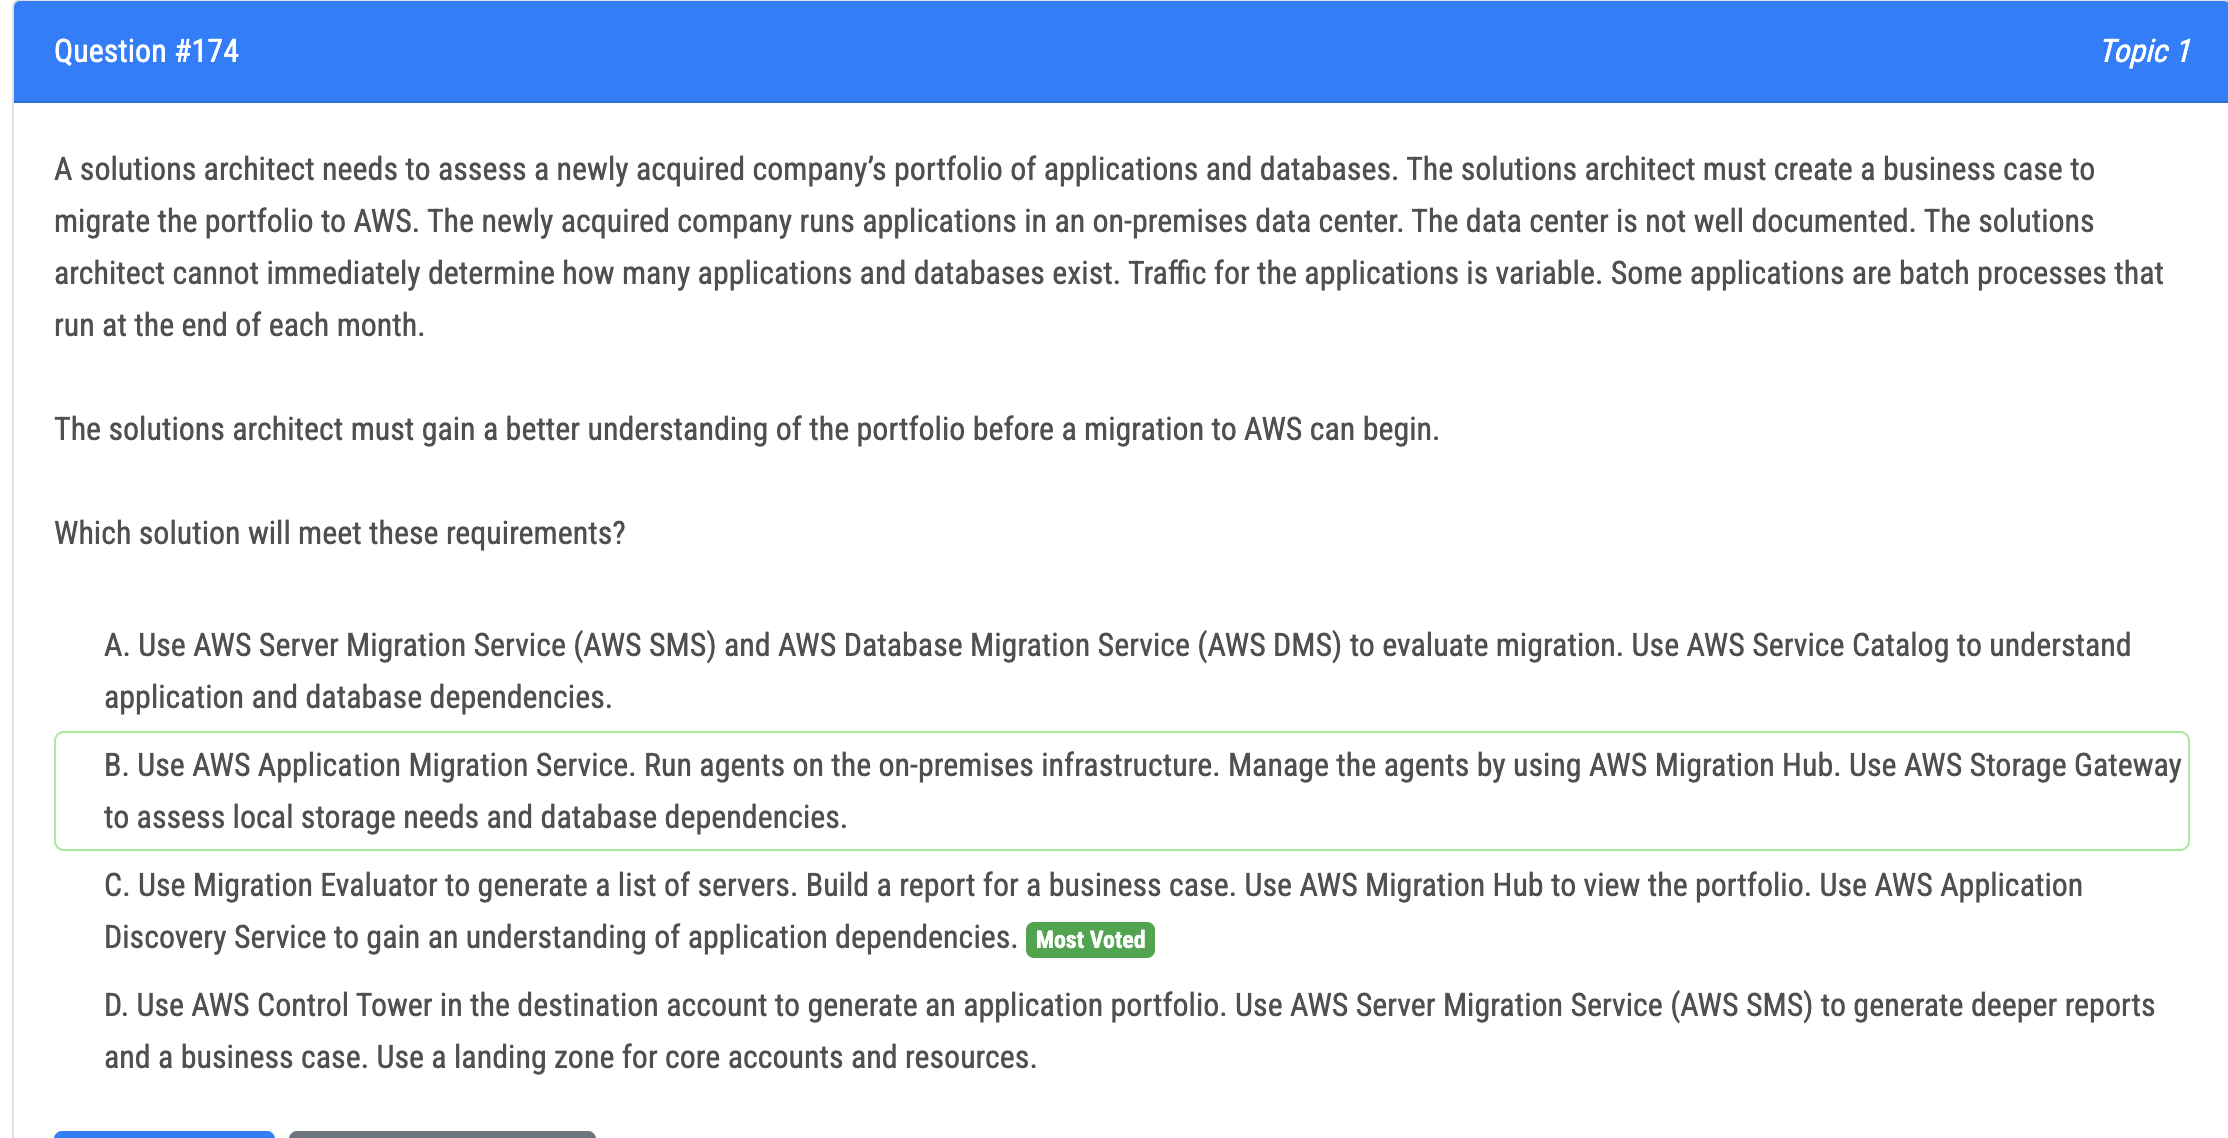 Question #174
Topic 1
A solutions architect needs to assess a newly acquired company’s portfolio of applications and databases. The solutions architect must create a business case to
migrate the portfolio to AWS. The newly acquired company runs applications in an on-premises data center. The data center is not well documented. The solutions
architect cannot immediately determine how many applications and databases exist. Traffic for the applications is variable. Some applications are batch processes that
run at the end of each month.
The solutions architect must gain a better understanding of the portfolio before a migration to AWS can begin.
Which solution will meet these requirements?
A. Use AWS Server Migration Service (AWS SMS) and AWS Database Migration Service (AWS DMS) to evaluate migration. Use AWS Service Catalog to understand
application and database dependencies.
B. Use AWS Application Migration Service. Run agents on the on-premises infrastructure. Manage the agents by using AWS Migration Hub. Use AWS Storage Gateway
to assess local storage needs and database dependencies.
C. Use Migration Evaluator to generate a list of servers. Build a report for a business case. Use AWS Migration Hub to view the portfolio. Use AWS Application
Discovery Service to gain an understanding of application dependencies. Most Voted
D. Use AWS Control Tower in the destination account to generate an application portfolio. Use AWS Server Migration Service (AWS SMS) to generate deeper reports
and a business case. Use a landing zone for core accounts and resources.